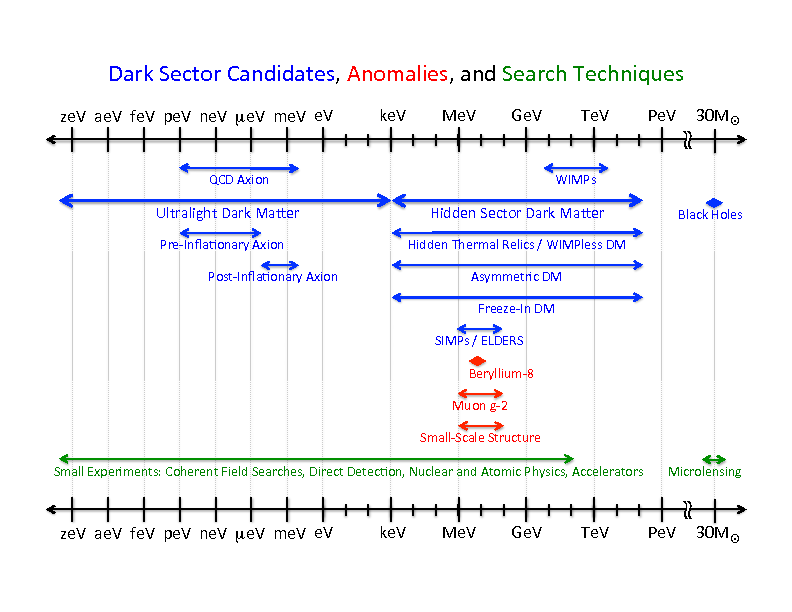 Dark Sector Candidates, Anomalies, and Search Techniques
zeV aeV feV peV neV μeV meV eV keV MeV GeV TeV PeV 30M☉
QCD Axion WIMPs
Ultralight Dark Matter Hidden Sector Dark Matter Black Holes
Pre-Inflationary Axion Hidden Thermal Relics / WIMPless DM
Post-Inflationary Axion Asymmetric DM
Freeze-In DM
SIMPs / ELDERS
Beryllium-8
Muon g-2
Small-Scale Structure
Small Experiments: Coherent Field Searches, Direct Detection, Nuclear and Atomic Physics, Accelerators Microlensing
zeV aeV feV peV neV μeV meV eV keV MeV GeV TeV PeV 30M☉